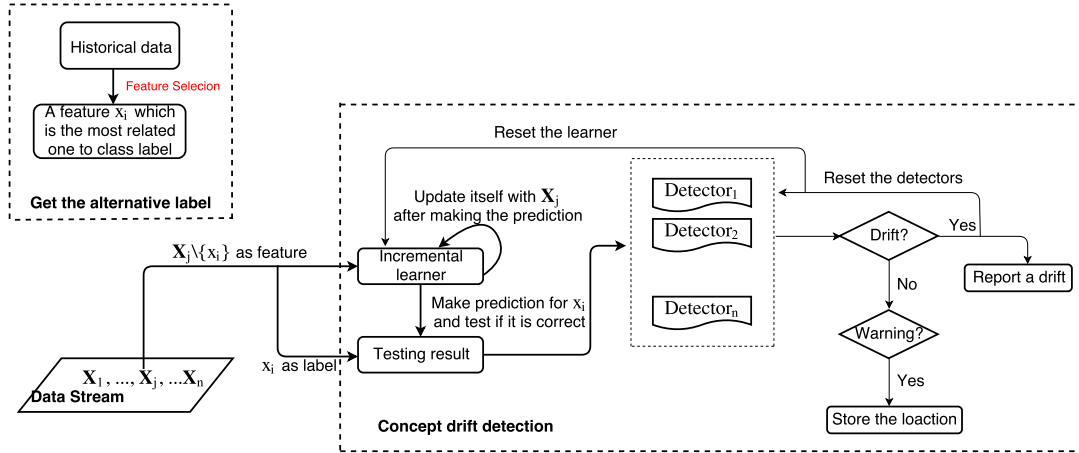 Historical data
Feature Selecion
A feature xᵢ which
is the most related
one to class label
Get the alternative label
Reset the learner
Reset the detectors
Update itself with Xⱼ
after making the prediction
Detector₁
Detector₂
Detectorₙ
Drift?
Yes
Report a drift
No
Warning?
Yes
Store the loaction
Xⱼ\{xᵢ} as feature
Incremental
learner
Make prediction for xᵢ
and test if it is correct
Testing result
xᵢ as label
X₁, ..., Xⱼ, ...Xₙ
Data Stream
Concept drift detection